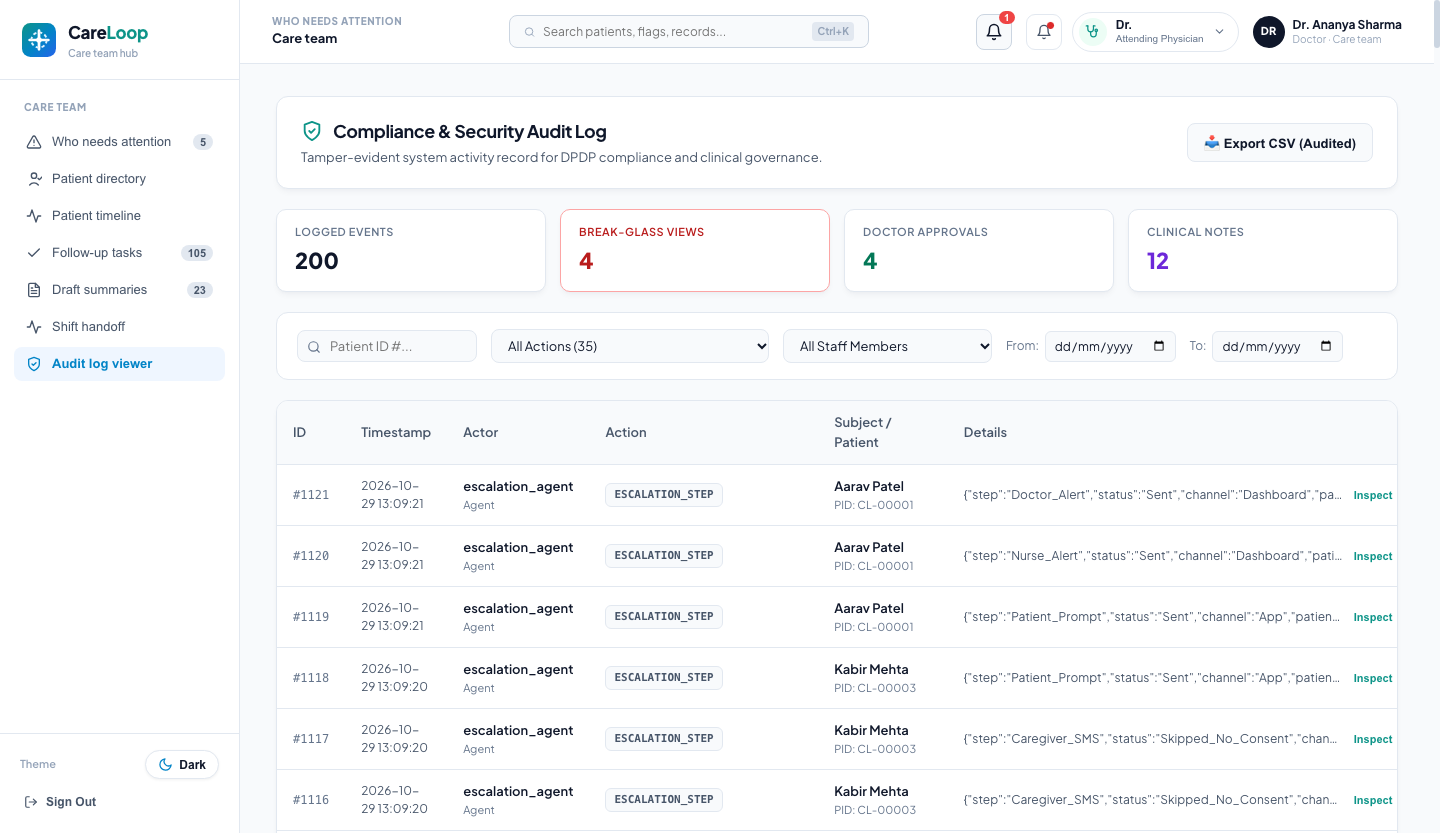 CareLoop
Care team hub
CARE TEAM
Who needs attention 5
Patient directory
Patient timeline
Follow-up tasks 105
Draft summaries 23
Shift handoff
Audit log viewer
Theme
Dark
Sign Out
WHO NEEDS ATTENTION
Care team
Search patients, flags, records... Ctrl+K
1
Dr.
Attending Physician
DR
Dr. Ananya Sharma
Doctor · Care team
Compliance & Security Audit Log
Tamper-evident system activity record for DPDP compliance and clinical governance.
Export CSV (Audited)
LOGGED EVENTS
200
BREAK-GLASS VIEWS
4
DOCTOR APPROVALS
4
CLINICAL NOTES
12
Patient ID #... All Actions (35) All Staff Members From: dd/mm/yyyy To: dd/mm/yyyy
ID Timestamp Actor Action Subject / Patient Details
#1121 2026-10-29 13:09:21 escalation_agent Agent ESCALATION_STEP Aarav Patel PID: CL-00001 {"step":"Doctor_Alert","status":"Sent","channel":"Dashboard","pa... Inspect
#1120 2026-10-29 13:09:21 escalation_agent Agent ESCALATION_STEP Aarav Patel PID: CL-00001 {"step":"Nurse_Alert","status":"Sent","channel":"Dashboard","pati... Inspect
#1119 2026-10-29 13:09:21 escalation_agent Agent ESCALATION_STEP Aarav Patel PID: CL-00001 {"step":"Patient_Prompt","status":"Sent","channel":"App","patien... Inspect
#1118 2026-10-29 13:09:20 escalation_agent Agent ESCALATION_STEP Kabir Mehta PID: CL-00003 {"step":"Patient_Prompt","status":"Sent","channel":"App","patien... Inspect
#1117 2026-10-29 13:09:20 escalation_agent Agent ESCALATION_STEP Kabir Mehta PID: CL-00003 {"step":"Caregiver_SMS","status":"Skipped_No_Consent","chan... Inspect
#1116 2026-10-29 13:09:20 escalation_agent Agent ESCALATION_STEP Kabir Mehta PID: CL-00003 {"step":"Caregiver_SMS","status":"Skipped_No_Consent","chan... Inspect